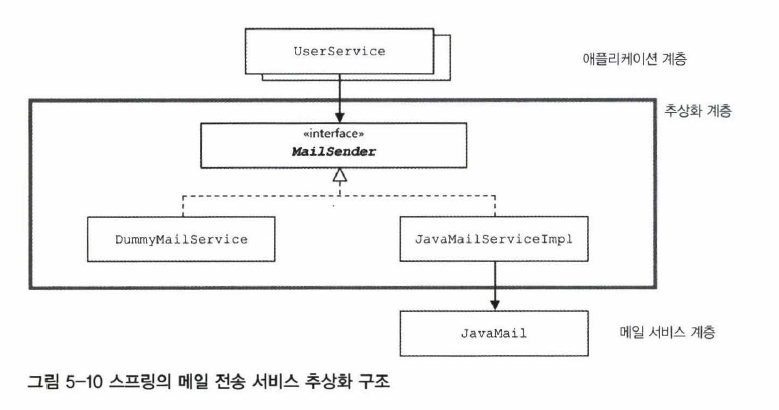 UserService
애플리케이션 계층
추상화 계층
«interface»
MailSender
DummyMailService
JavaMailServiceImpl
JavaMail
메일 서비스 계층
그림 5-10 스프링의 메일 전송 서비스 추상화 구조